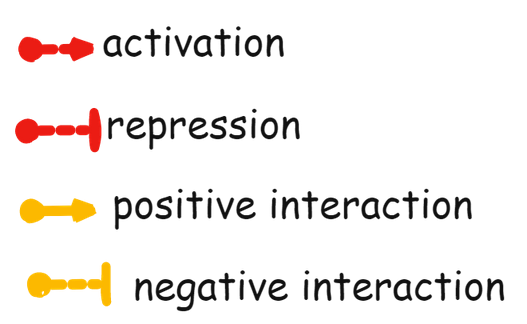 activation
repression
positive interaction
negative interaction